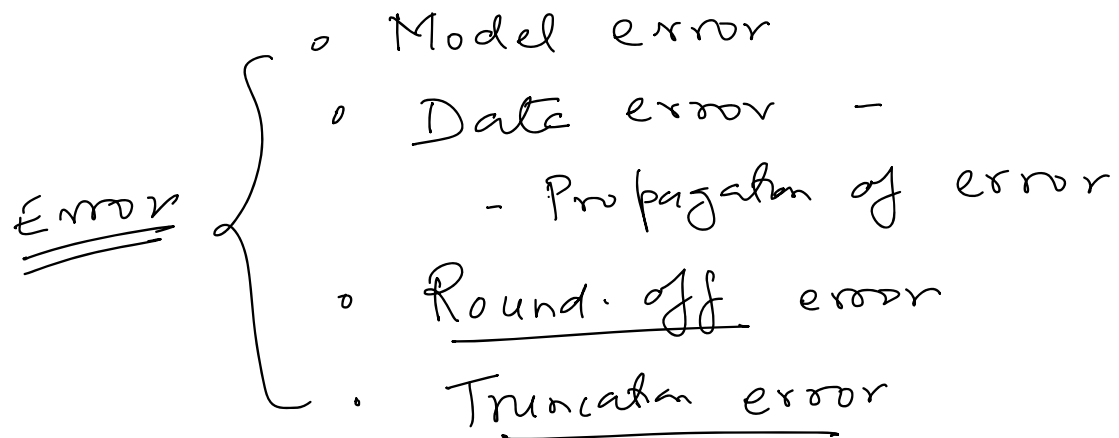 Error
• Model error
• Data error -
- Propagation of error
• Round-off error
• Truncation error